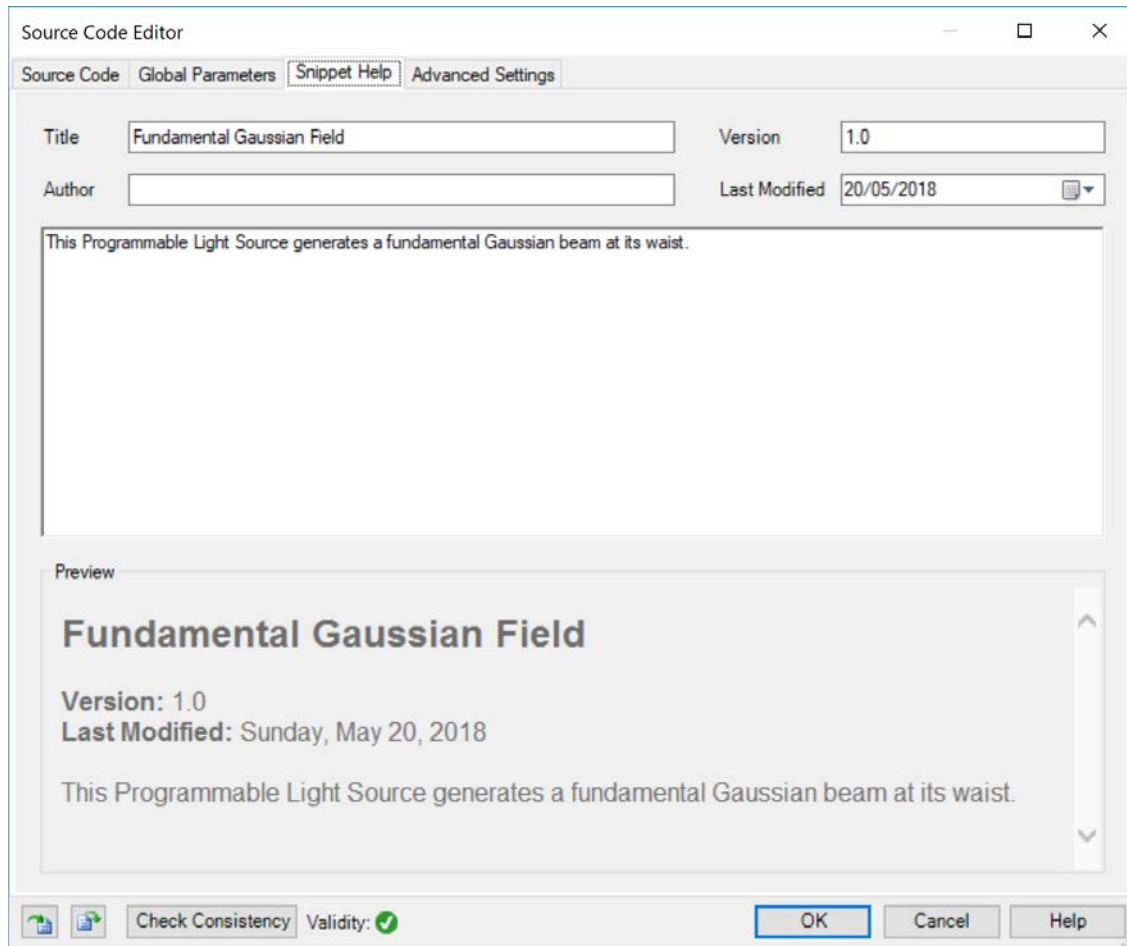 Source Code Editor
Source Code Global Parameters Snippet Help Advanced Settings
Title Fundamental Gaussian Field Version 1.0
Author Last Modified 20/05/2018
This Programmable Light Source generates a fundamental Gaussian beam at its waist.
Preview
Fundamental Gaussian Field
Version: 1.0
Last Modified: Sunday, May 20, 2018
This Programmable Light Source generates a fundamental Gaussian beam at its waist.
Check Consistency Validity: OK Cancel Help